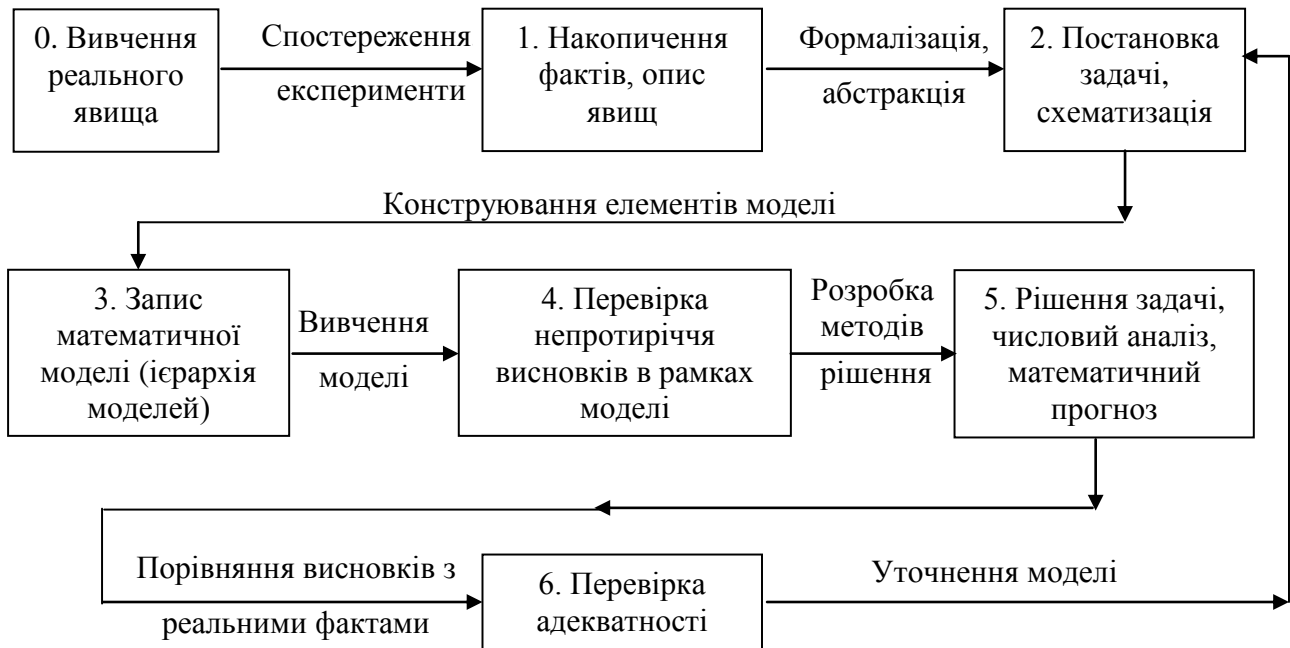 0. Вивчення
реального
явища
Спостереження
експерименти
1. Накопичення
фактів, опис
явищ
Формалізація,
абстракція
2. Постановка
задачі,
схематизація
Конструювання елементів моделі
3. Запис
математичної
моделі (ієрархія
моделей)
Вивчення
моделі
4. Перевірка
непротиріччя
висновків в рамках
моделі
Розробка
методів
рішення
5. Рішення задачі,
числовий аналіз,
математичний
прогноз
Порівняння висновків з
реальними фактами
6. Перевірка
адекватності
Уточнення моделі